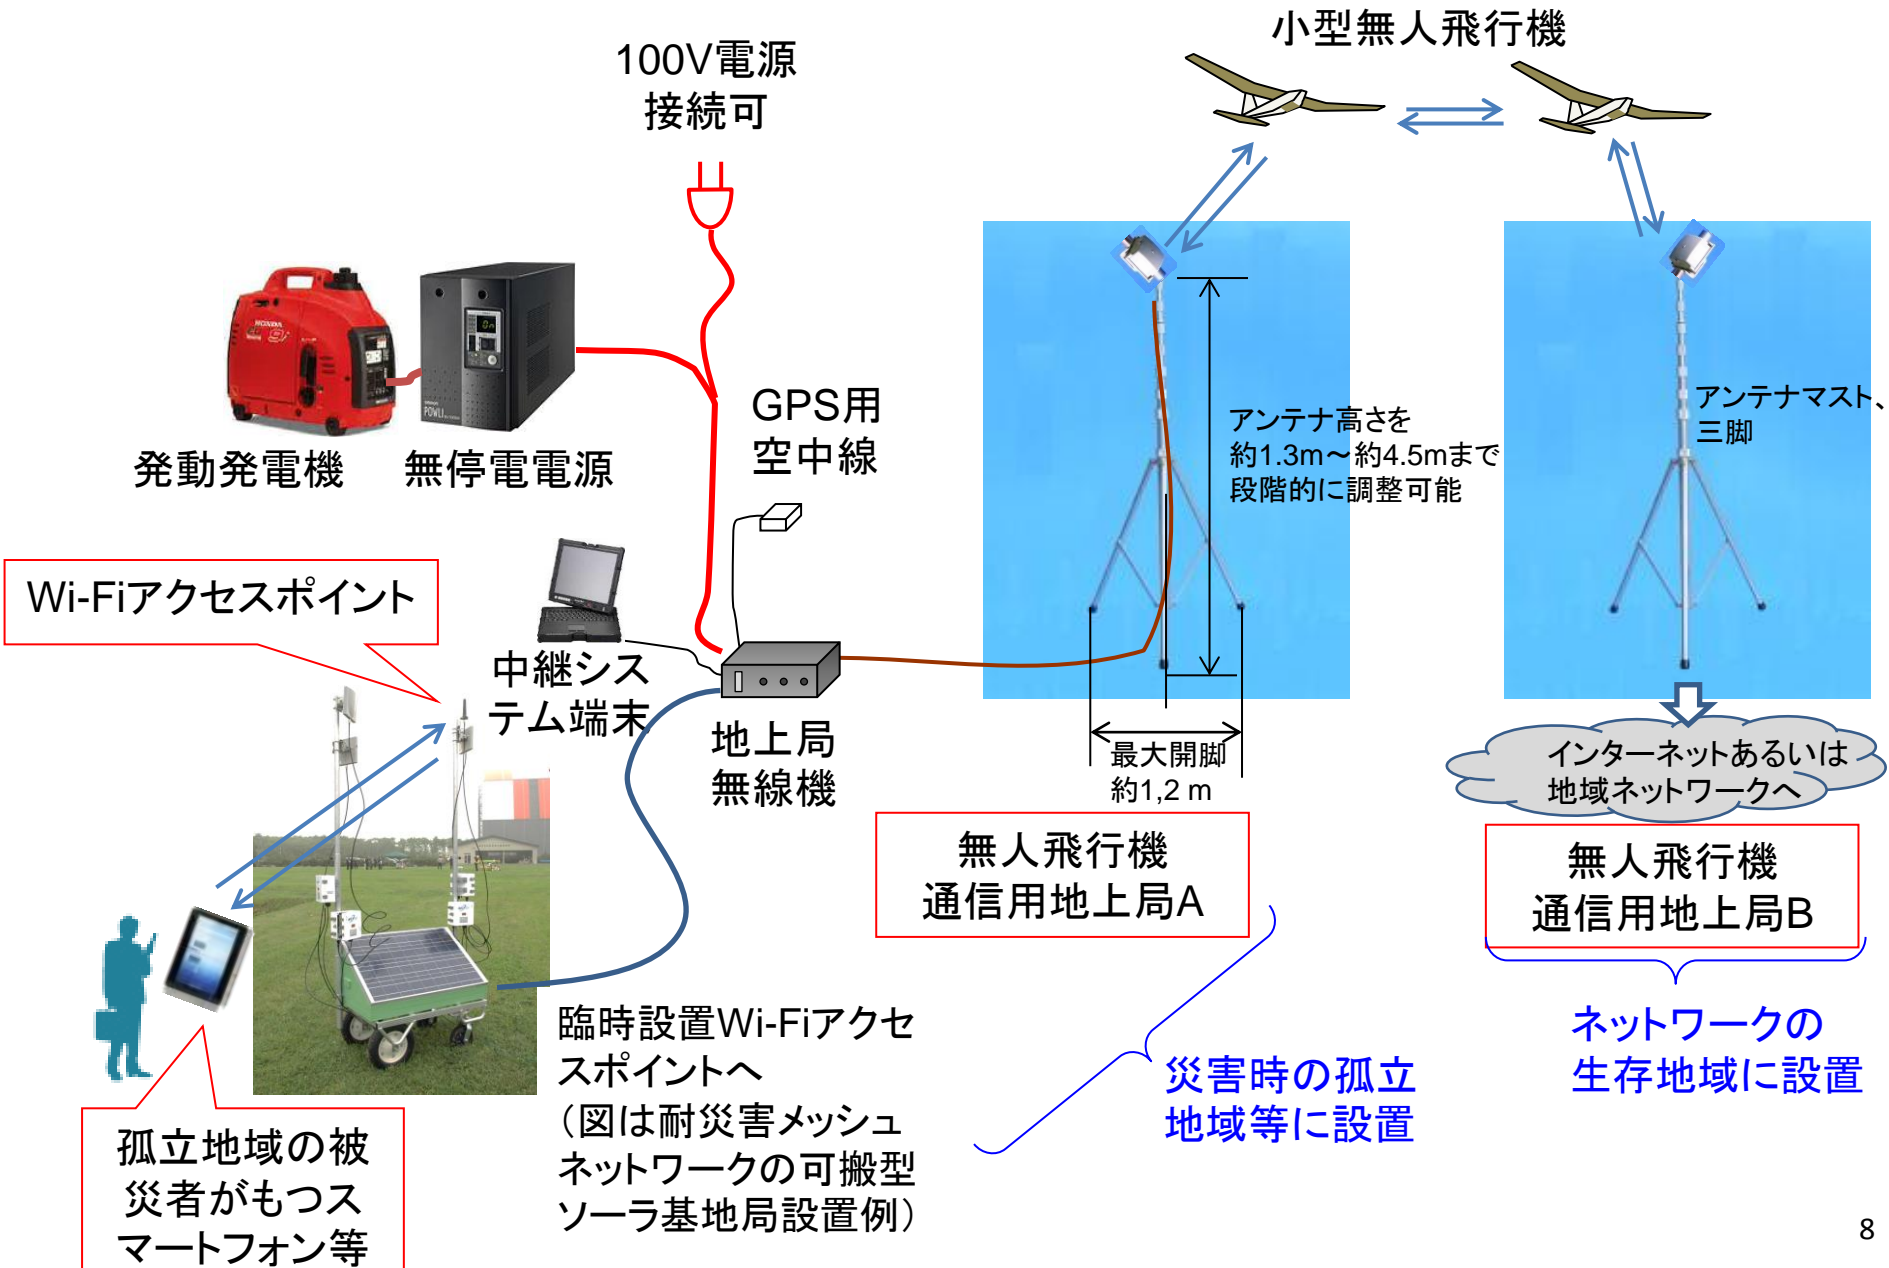 小型無人飛行機
100V電源
接続可
発動発電機
無停電電源
HONDA
POWLI
GPS用
空中線
アンテナ高さを
約1.3m～約4.5mまで
段階的に調整可能
アンテナマスト、
三脚
Wi-Fiアクセスポイント
中継シス
テム端末
地上局
無線機
最大開脚
約1,2 m
インターネットあるいは
地域ネットワークへ
無人飛行機
通信用地上局A
無人飛行機
通信用地上局B
臨時設置Wi-Fiアクセ
スポイントへ
（図は耐災害メッシュ
ネットワークの可搬型
ソーラ基地局設置例）
災害時の孤立
地域等に設置
ネットワークの
生存地域に設置
孤立地域の被
災者がもつス
マートフォン等
8